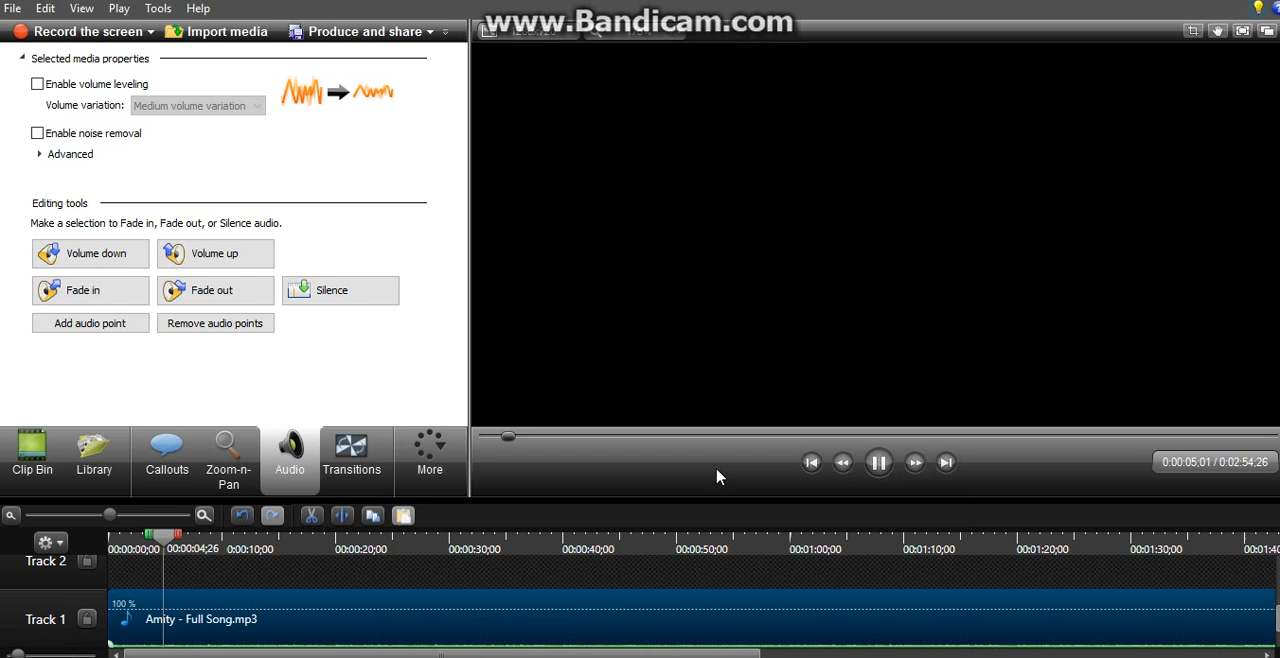 File Edit View Play Tools Help
www.Bandicam.com
Record the screen Import media Produce and share
Selected media properties
Enable volume leveling
Volume variation: Medium volume variation
Enable noise removal
Advanced
Editing tools
Make a selection to Fade in, Fade out, or Silence audio.
Volume down Volume up
Fade in Fade out Silence
Add audio point Remove audio points
Clip Bin Library Callouts Zoom-n-Pan Audio Transitions More
0:00:05;01 / 0:02:54;26
00:00:00;00 00:00:04;26 0:00:10;00 00:00:20;00 00:00:30;00 00:00:40;00 00:00:50;00 00:01:00;00 00:01:10;00 00:01:20;00 00:01:30;00 00:01:40
Track 2
100 %
Track 1 Amity - Full Song.mp3